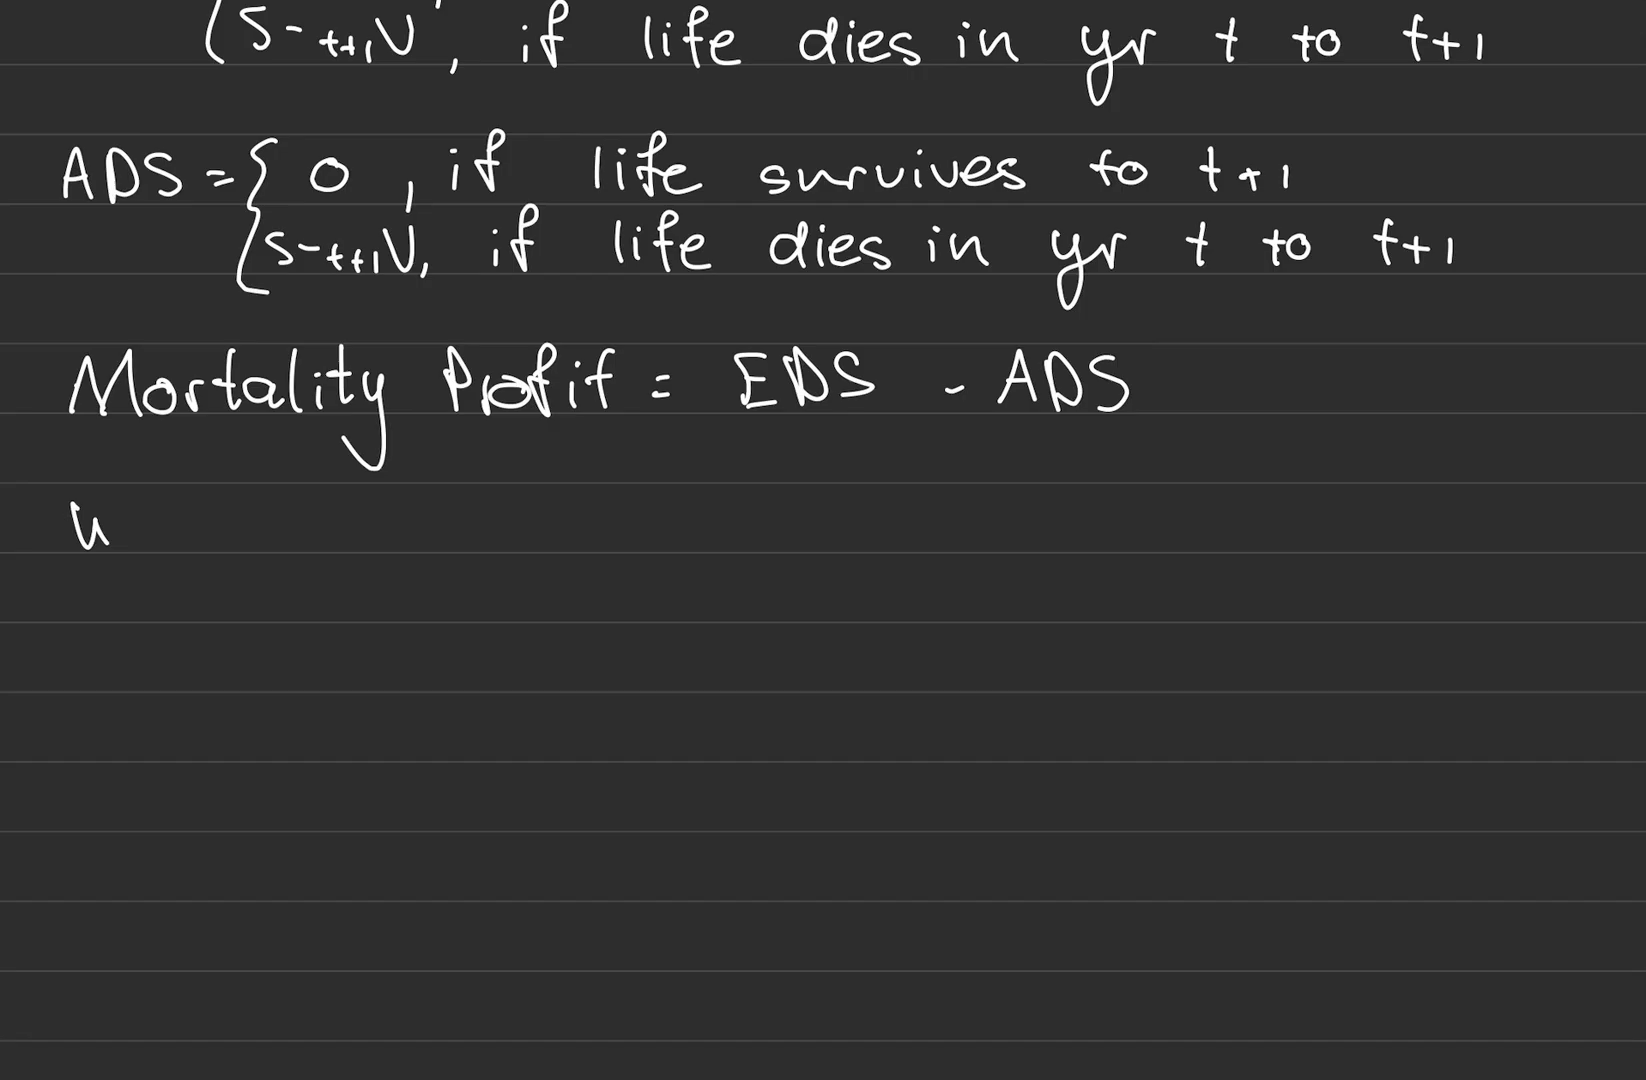 {S-t+1V, if life dies in yr t to t+1
ADS = { 0, if life survives to t+1
{S-t+1V, if life dies in yr t to t+1
Mortality Profit = EDS - ADS